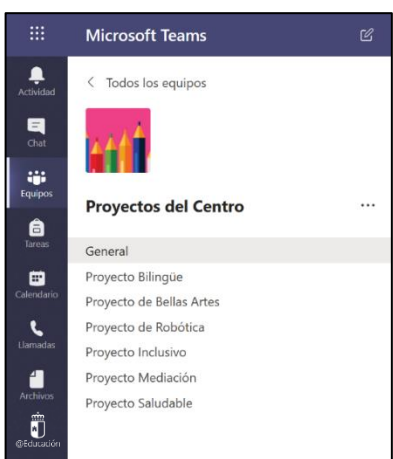 Microsoft Teams
Actividad
Chat
Equipos
Tareas
Calendario
Llamadas
Archivos
@Educación
Todos los equipos
Proyectos del Centro
General
Proyecto Bilingüe
Proyecto de Bellas Artes
Proyecto de Robótica
Proyecto Inclusivo
Proyecto Mediación
Proyecto Saludable